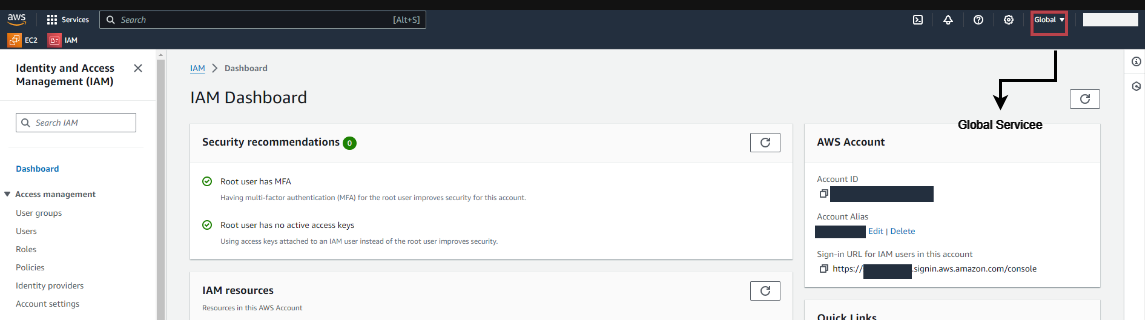 aws Services Search [Alt+S] Global
EC2 IAM
Identity and Access
Management (IAM)
Search IAM
Dashboard
Access management
User groups
Users
Roles
Policies
Identity providers
Account settings
IAM > Dashboard
IAM Dashboard
Global Servicee
Security recommendations 0
Root user has MFA
Having multi-factor authentication (MFA) for the root user improves security for this account.
Root user has no active access keys
Using access keys attached to an IAM user instead of the root user improves security.
IAM resources
Resources in this AWS Account
AWS Account
Account ID
Account Alias
Edit | Delete
Sign-in URL for IAM users in this account
https:// .signin.aws.amazon.com/console
Quick Links